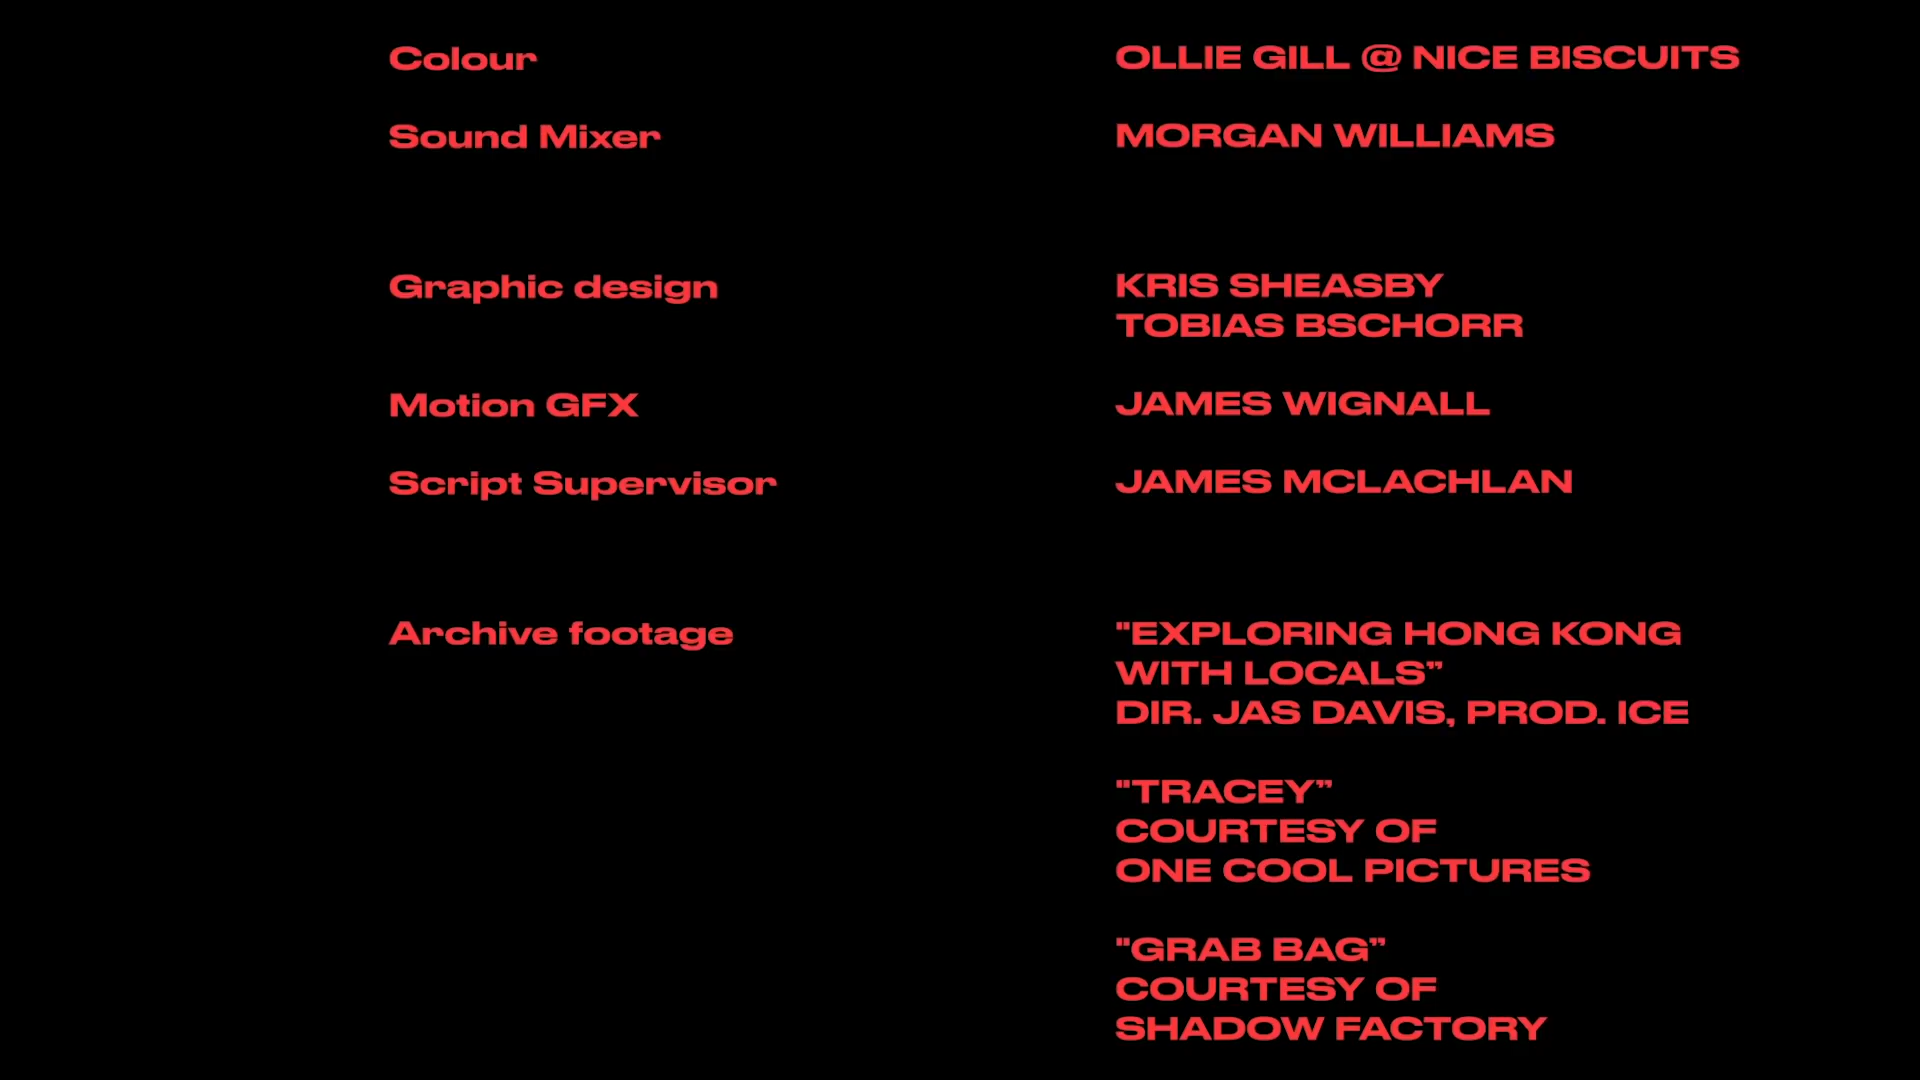 Colour OLLIE GILL @ NICE BISCUITS
Sound Mixer MORGAN WILLIAMS
Graphic design KRIS SHEASBY
TOBIAS BSCHORR
Motion GFX JAMES WIGNALL
Script Supervisor JAMES MCLACHLAN
Archive footage "EXPLORING HONG KONG
WITH LOCALS”
DIR. JAS DAVIS, PROD. ICE
"TRACEY”
COURTESY OF
ONE COOL PICTURES
"GRAB BAG”
COURTESY OF
SHADOW FACTORY